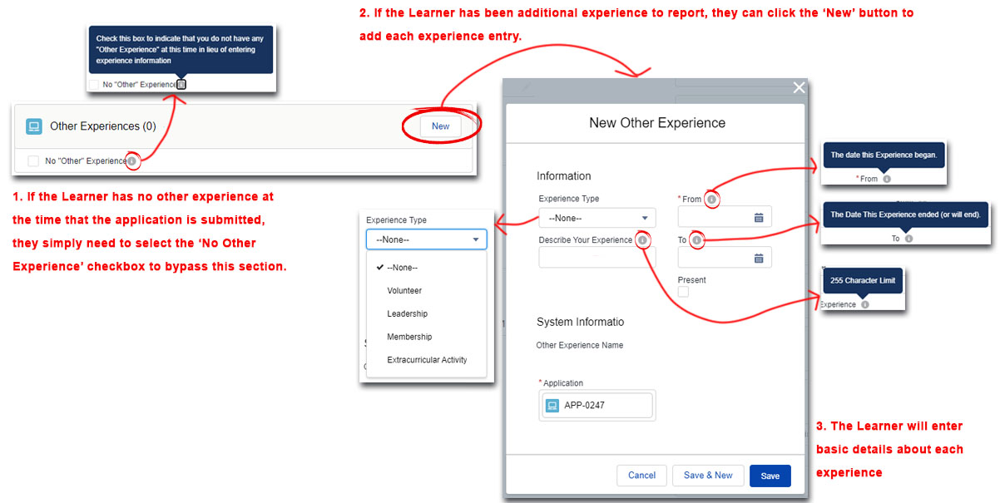 2. If the Learner has been additional experience to report, they can click the ‘New’ button to
add each experience entry.
Check this box to indicate that you do not have any
"Other Experience" at this time in lieu of entering
experience information
No "Other" Experience
Other Experiences (0)
New
No "Other" Experience
1. If the Learner has no other experience at
the time that the application is submitted,
they simply need to select the ‘No Other
Experience’ checkbox to bypass this section.
Experience Type
--None--
--None--
Volunteer
Leadership
Membership
Extracurricular Activity
New Other Experience
Information
Experience Type
--None--
Describe Your Experience
* From
To
Present
System Informatio
Other Experience Name
* Application
APP-0247
Cancel
Save & New
Save
The date this Experience began.
* From
The Date This Experience ended (or will end).
To
255 Character Limit
Experience
3. The Learner will enter
basic details about each
experience